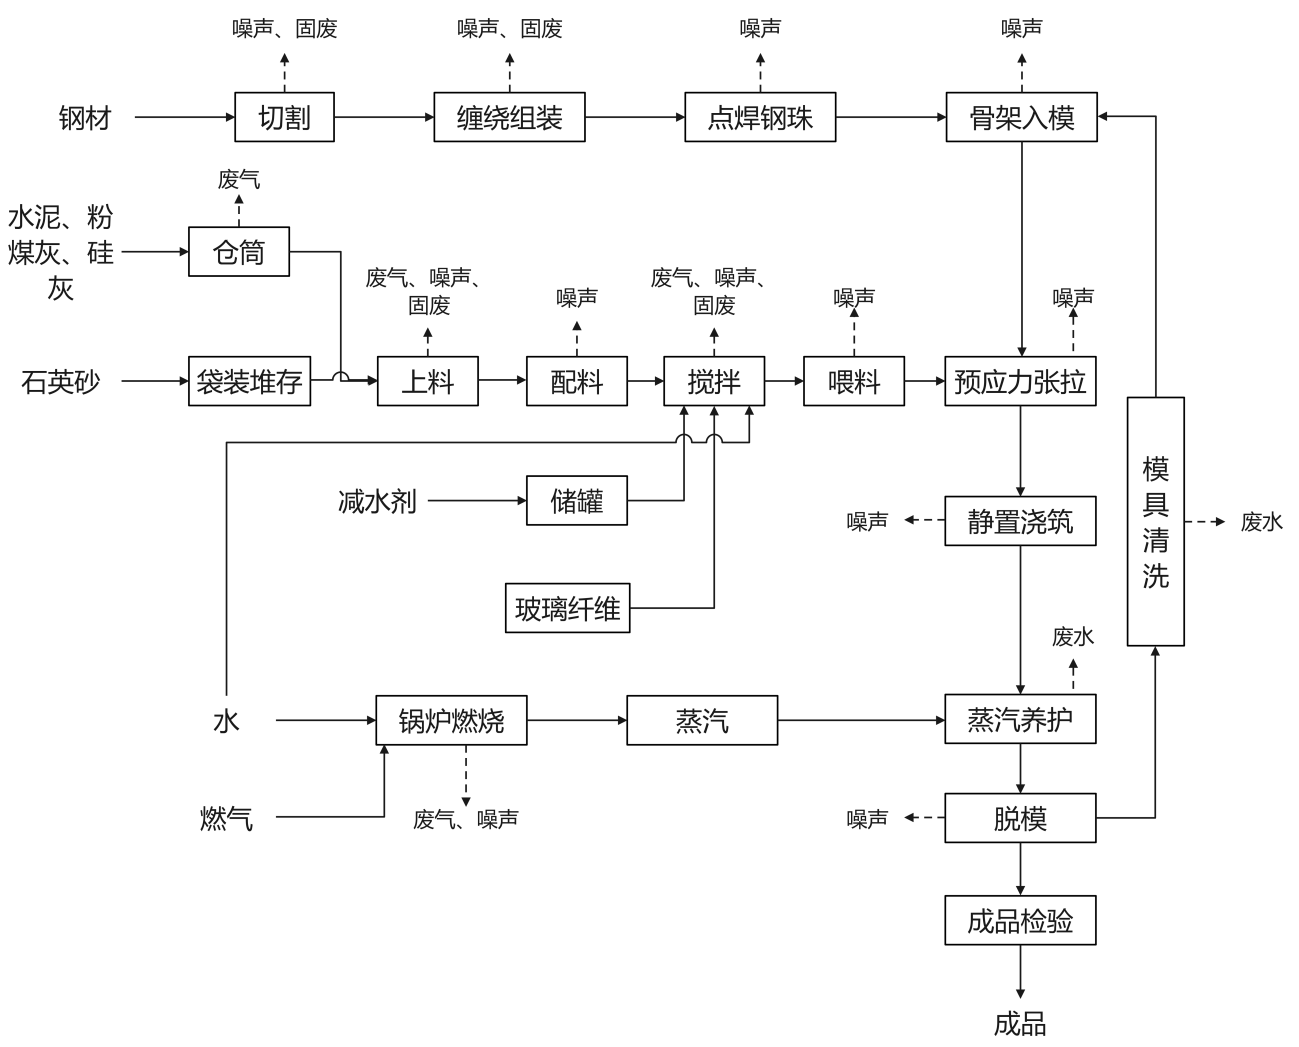 噪声、固废
噪声、固废
噪声
噪声
钢材
切割
缠绕组装
点焊钢珠
骨架入模
废气
水泥、粉
煤灰、硅
灰
仓筒
废气、噪声、
固废
噪声
废气、噪声、
固废
噪声
噪声
石英砂
袋装堆存
上料
配料
搅拌
喂料
预应力张拉
模
具
清
洗
减水剂
储罐
噪声
静置浇筑
废水
玻璃纤维
废水
水
锅炉燃烧
蒸汽
蒸汽养护
燃气
废气、噪声
噪声
脱模
成品检验
成品